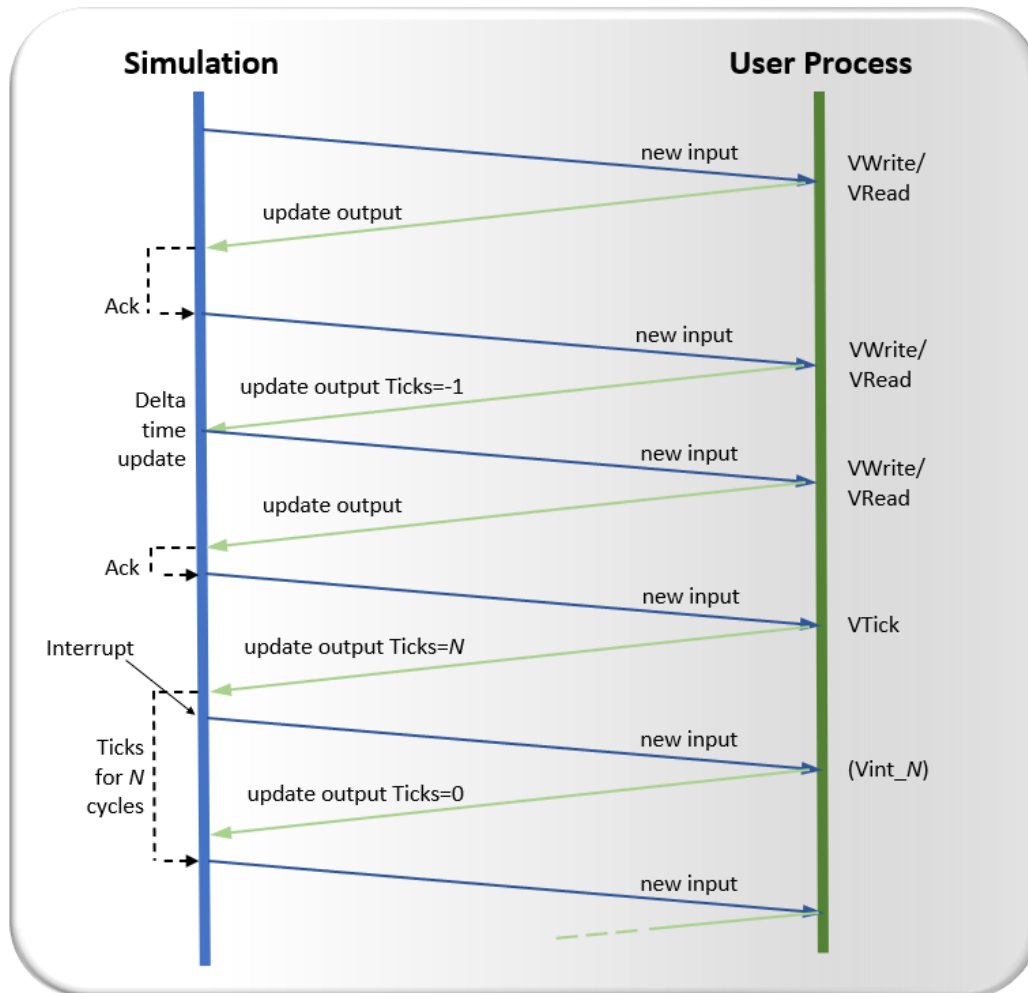 Simulation
User Process
new input
VWrite/
VRead
update output
Ack
new input
VWrite/
VRead
update output Ticks=-1
Delta
time
update
new input
VWrite/
VRead
update output
Ack
new input
VTick
update output Ticks=N
Interrupt
new input
(Vint_N)
Ticks
for N
cycles
update output Ticks=0
new input